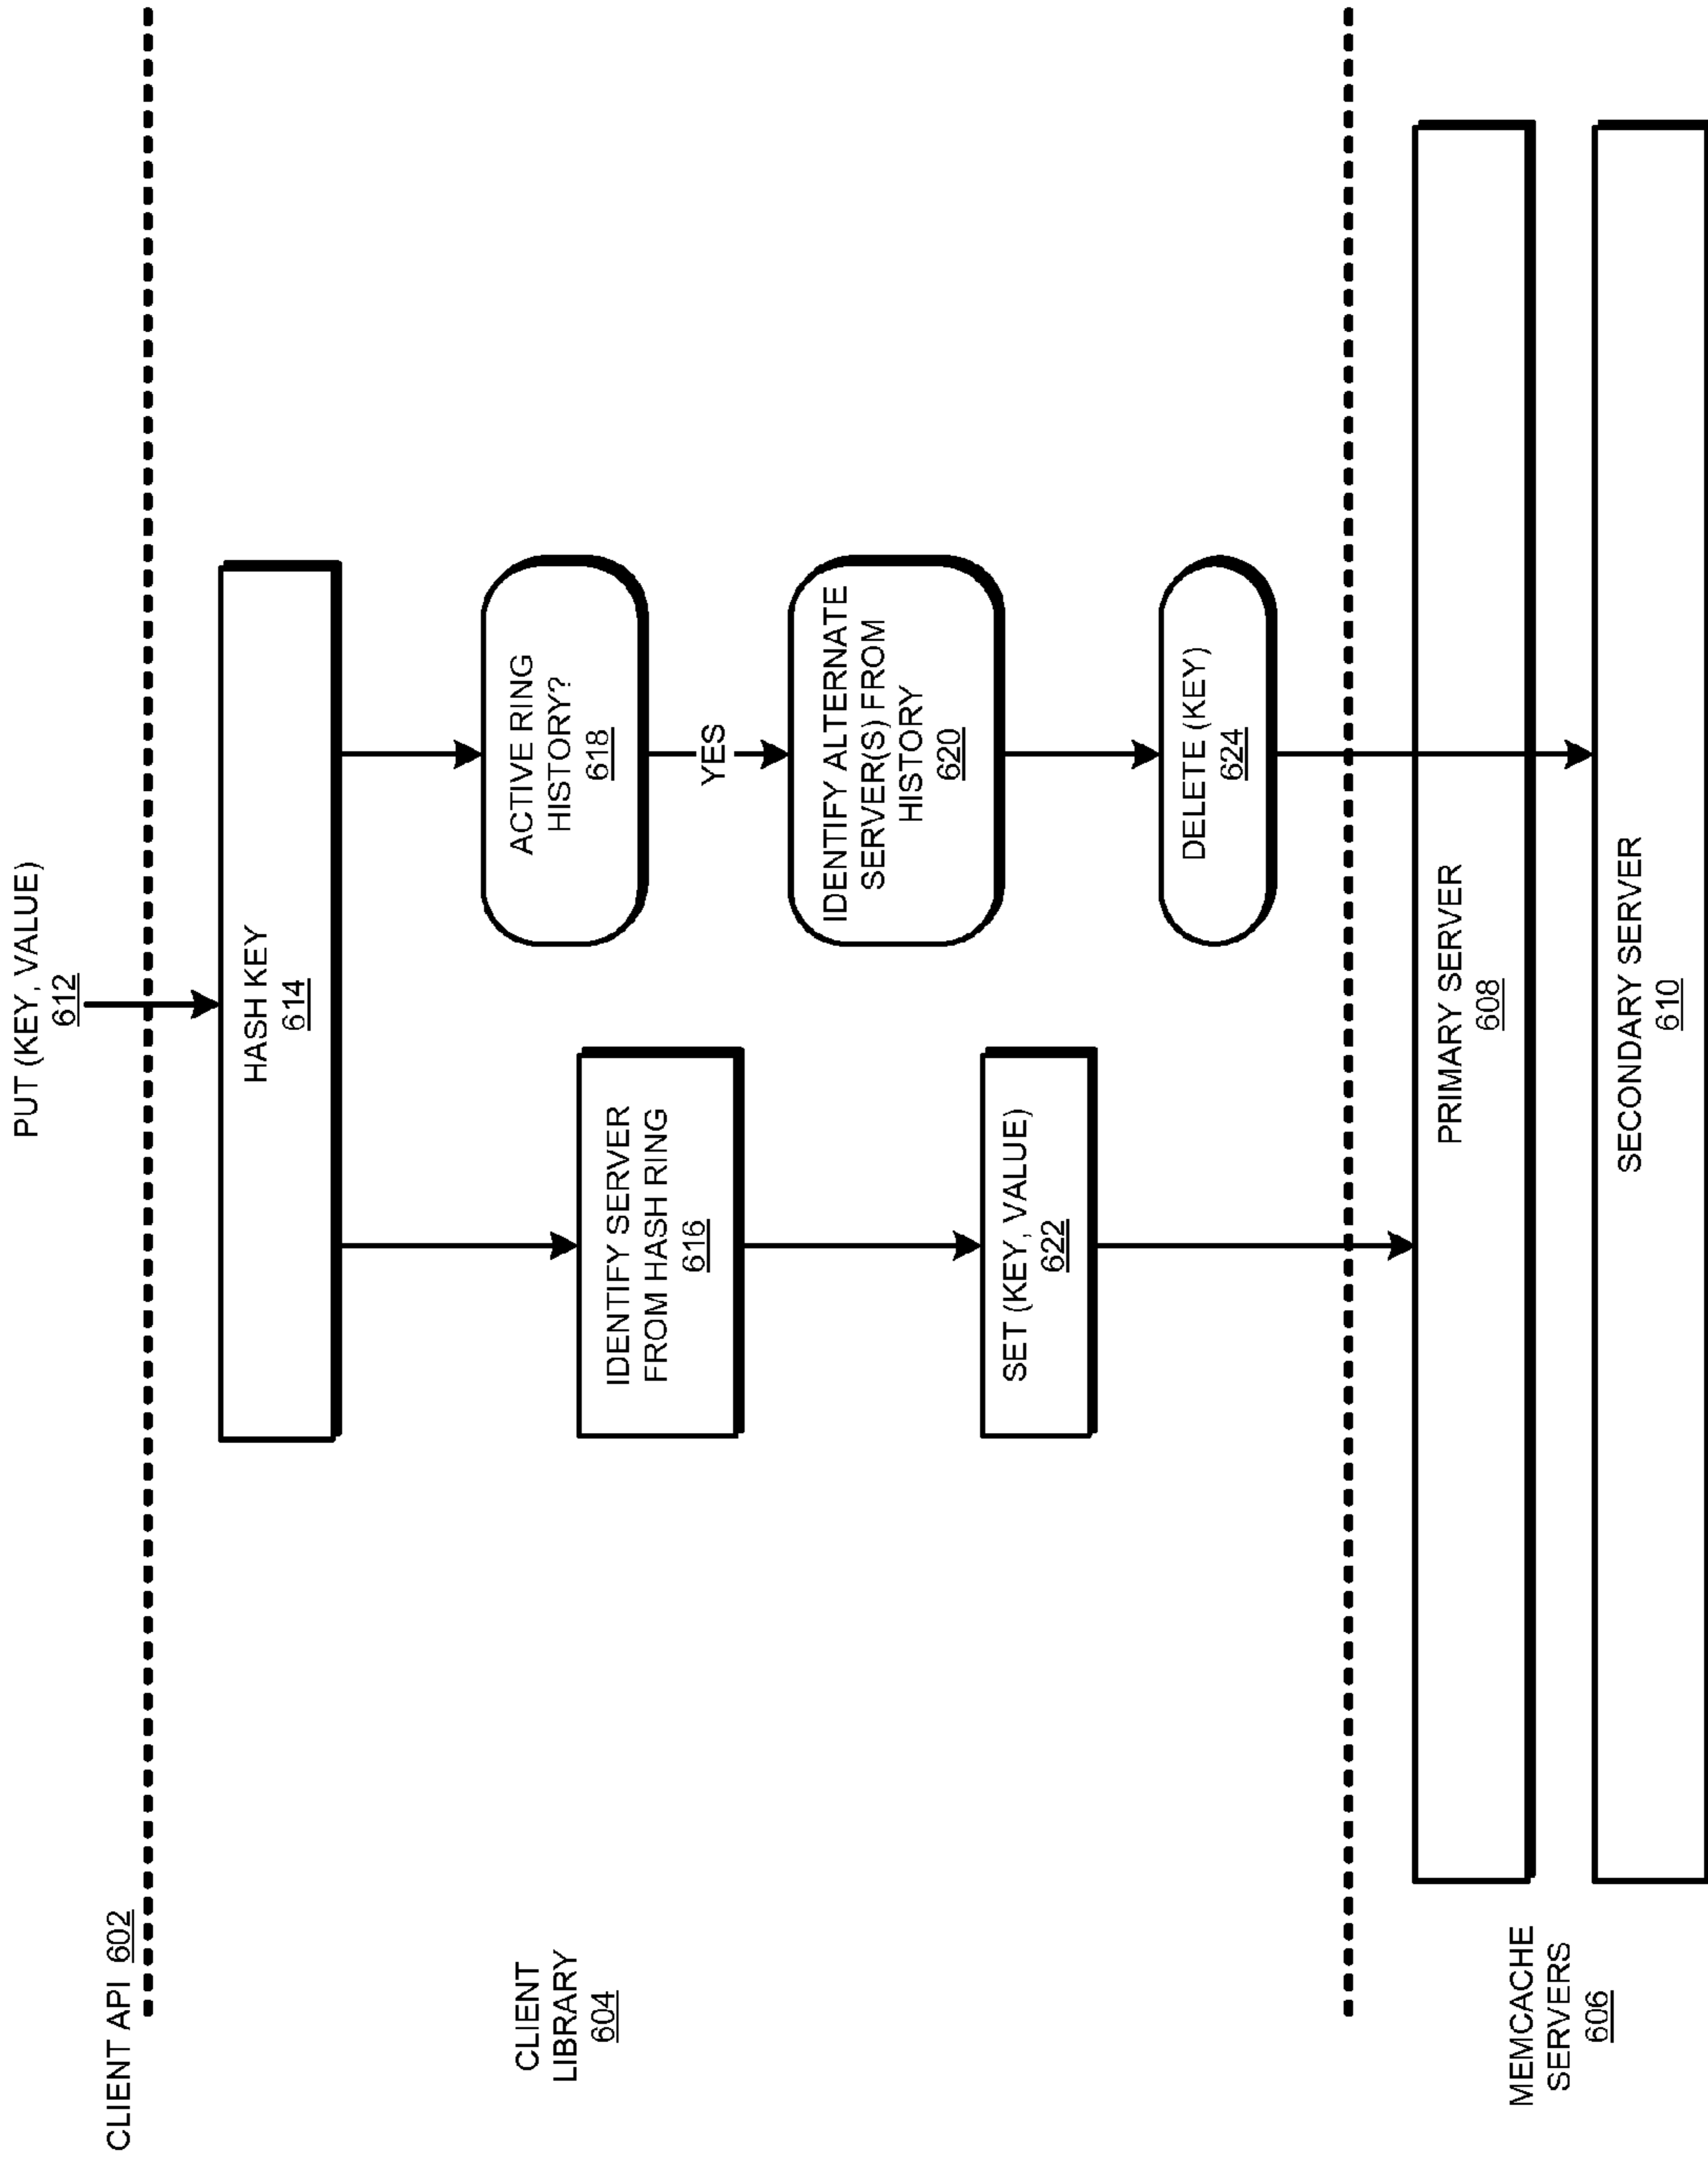 PUT (KEY, VALUE)
612
CLIENT API 602
HASH KEY
614
CLIENT
LIBRARY
604
IDENTIFY SERVER
FROM HASH RING
616
ACTIVE RING
HISTORY?
618
YES
IDENTIFY ALTERNATE
SERVER(S) FROM
HISTORY
620
SET (KEY, VALUE)
622
DELETE (KEY)
624
MEMCACHE
SERVERS
606
PRIMARY SERVER
608
SECONDARY SERVER
610